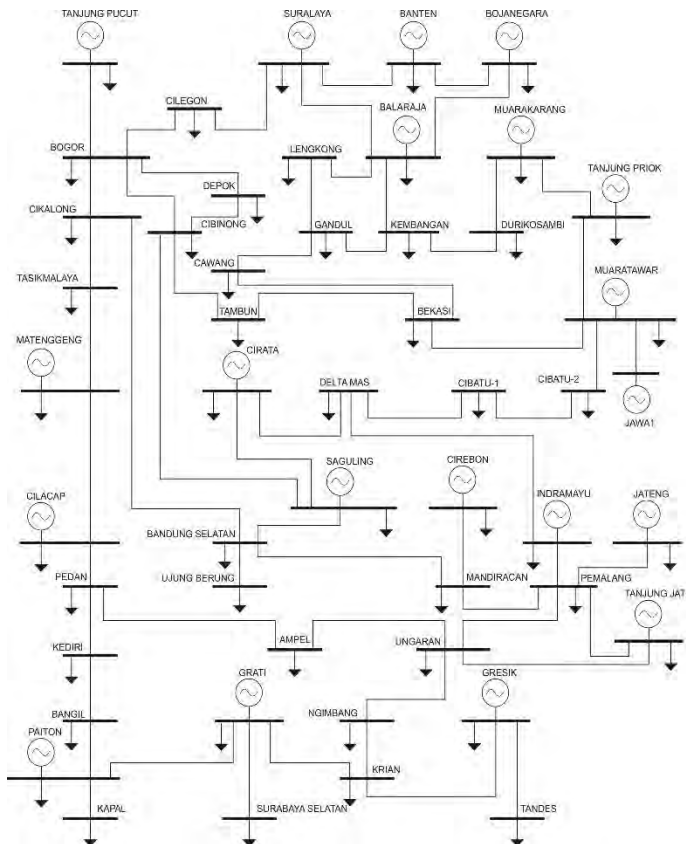 TANJUNG PUCUT
SURALAYA
BANTEN
BOJANEGARA
CILEGON
BALARAJA
MUARAKARANG
BOGOR
LENGKONG
TANJUNG PRIOK
DEPOK
CIKALONG
CIBINONG
GANDUL
KEMBANGAN
DURIKOSAMBI
CAWANG
MUARATAWAR
TASIKMALAYA
TAMBUN
BEKASI
MATENGGENG
CIRATA
DELTA MAS
CIBATU-1
CIBATU-2
JAWA1
SAGULING
CIREBON
CILACAP
INDRAMAYU
JATENG
BANDUNG SELATAN
PEDAN
UJUNG BERUNG
MANDIRACAN
PEMALANG
TANJUNG JATI
AMPEL
UNGARAN
KEDIRI
GRATI
GRESIK
BANGIL
NGIMBANG
PAITON
KRIAN
KAPAL
SURABAYA SELATAN
TANDES